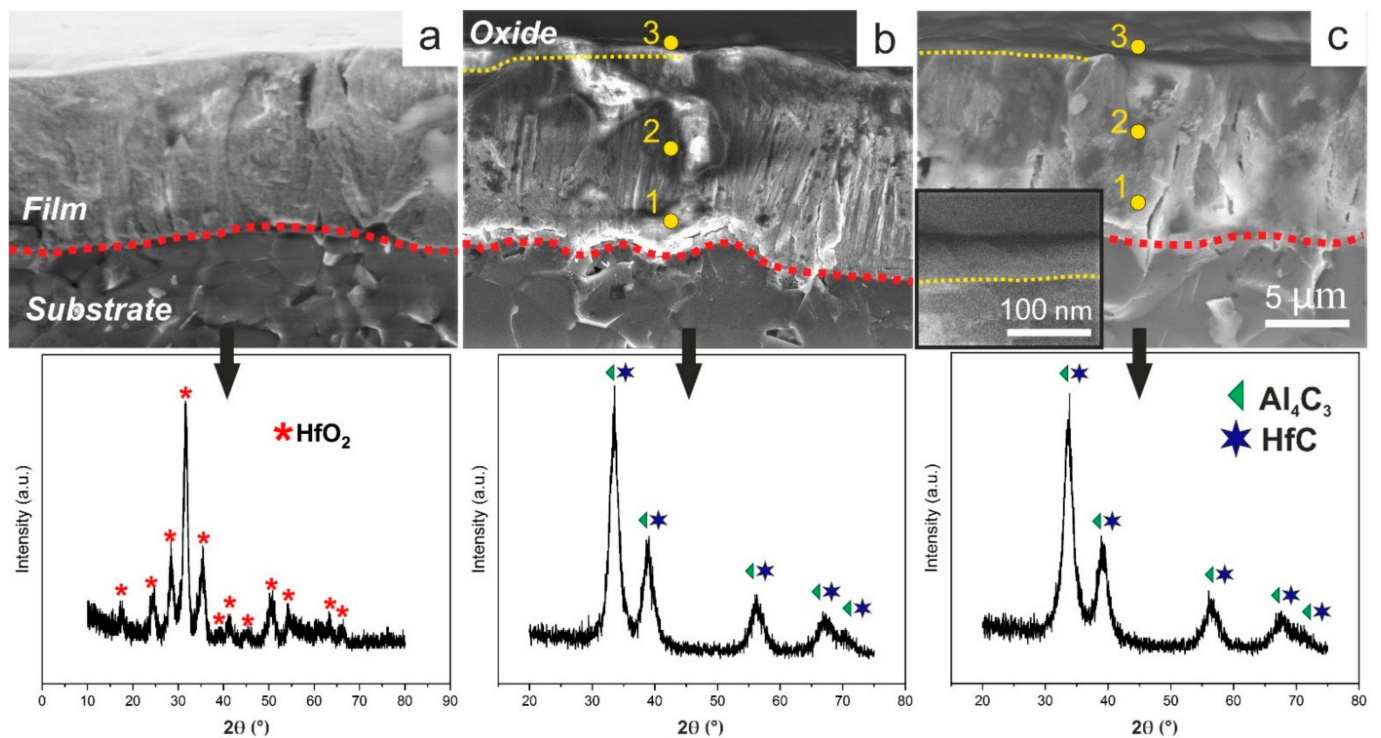 a
Film
Substrate
Oxide
b
3
2
1
c
3
2
1
100 nm
5 μm
Intensity (a.u.)
* HfO₂
0 10 20 30 40 50 60 70 80 90
2θ (°)
Intensity (a.u.)
20 30 40 50 60 70 80
2θ (°)
Intensity (a.u.)
Al₄C₃
HfC
20 30 40 50 60 70 80
2θ (°)